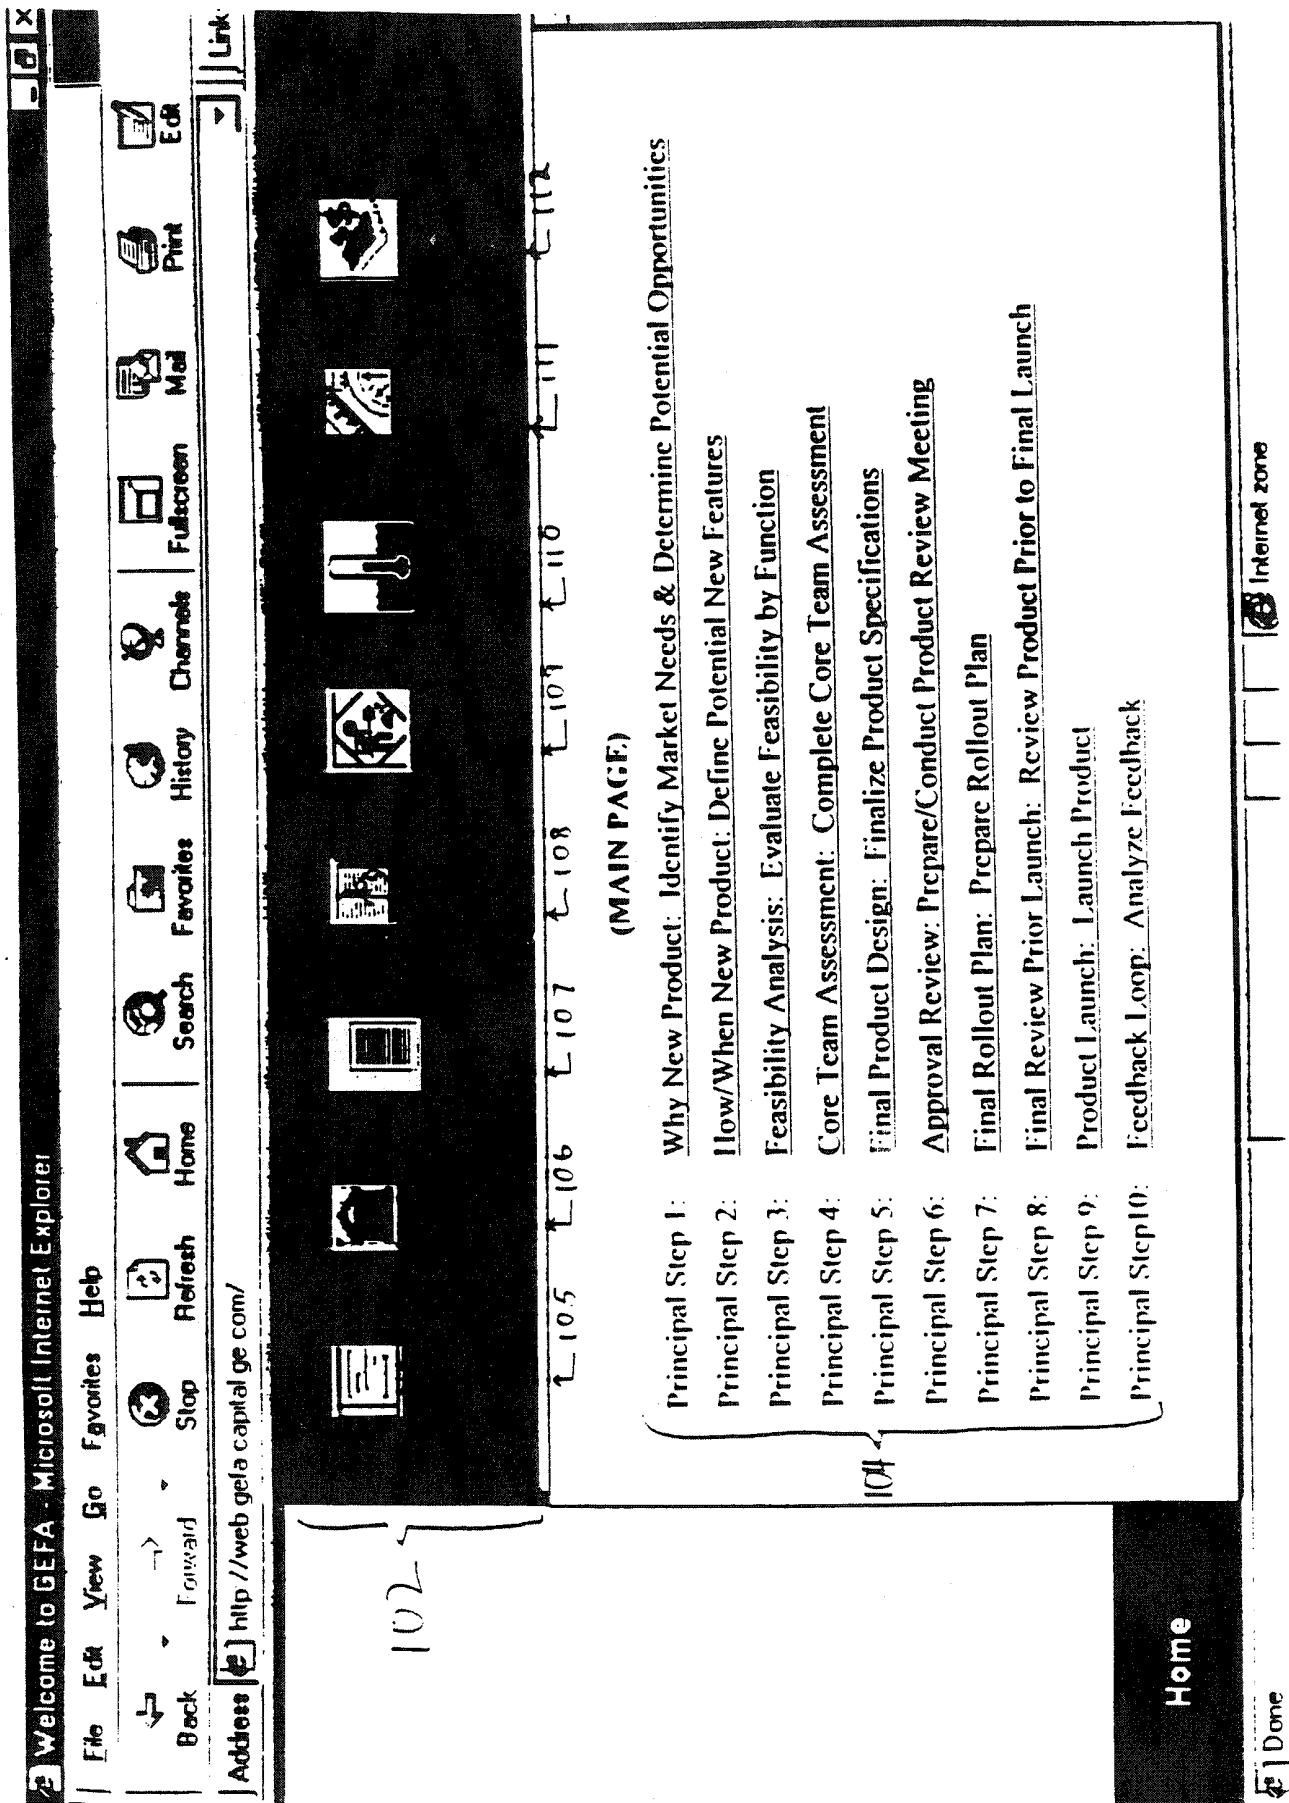 Welcome to GEFA - Microsoft Internet Explorer
File Edit View Go Favorites Help
Back Forward Stop Refresh Home Search Favorites History Channels Fullscreen Mail Print Edit
Address http://web gefa capital ge com/ Link
102
105 106 107 108 109 110 111 112
(MAIN PAGE)
Principal Step 1: Why New Product: Identify Market Needs & Determine Potential Opportunities
Principal Step 2: How/When New Product: Define Potential New Features
Principal Step 3: Feasibility Analysis: Evaluate Feasibility by Function
Principal Step 4: Core Team Assessment: Complete Core Team Assessment
Principal Step 5: Final Product Design: Finalize Product Specifications
Principal Step 6: Approval Review: Prepare/Conduct Product Review Meeting
Principal Step 7: Final Rollout Plan: Prepare Rollout Plan
Principal Step 8: Final Review Prior Launch: Review Product Prior to Final Launch
Principal Step 9: Product Launch: Launch Product
Principal Step10: Feedback Loop: Analyze Feedback
104
Home
Done Internet zone